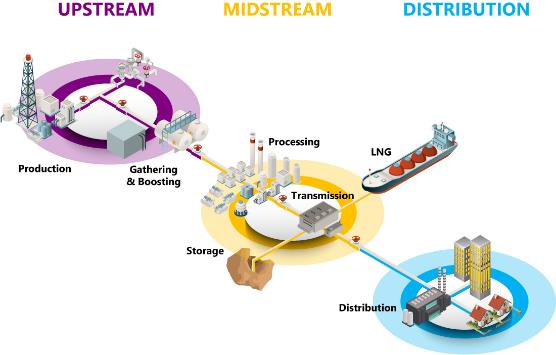 UPSTREAM
MIDSTREAM
DISTRIBUTION
Production
Gathering
& Boosting
Processing
LNG
Transmission
Storage
Distribution